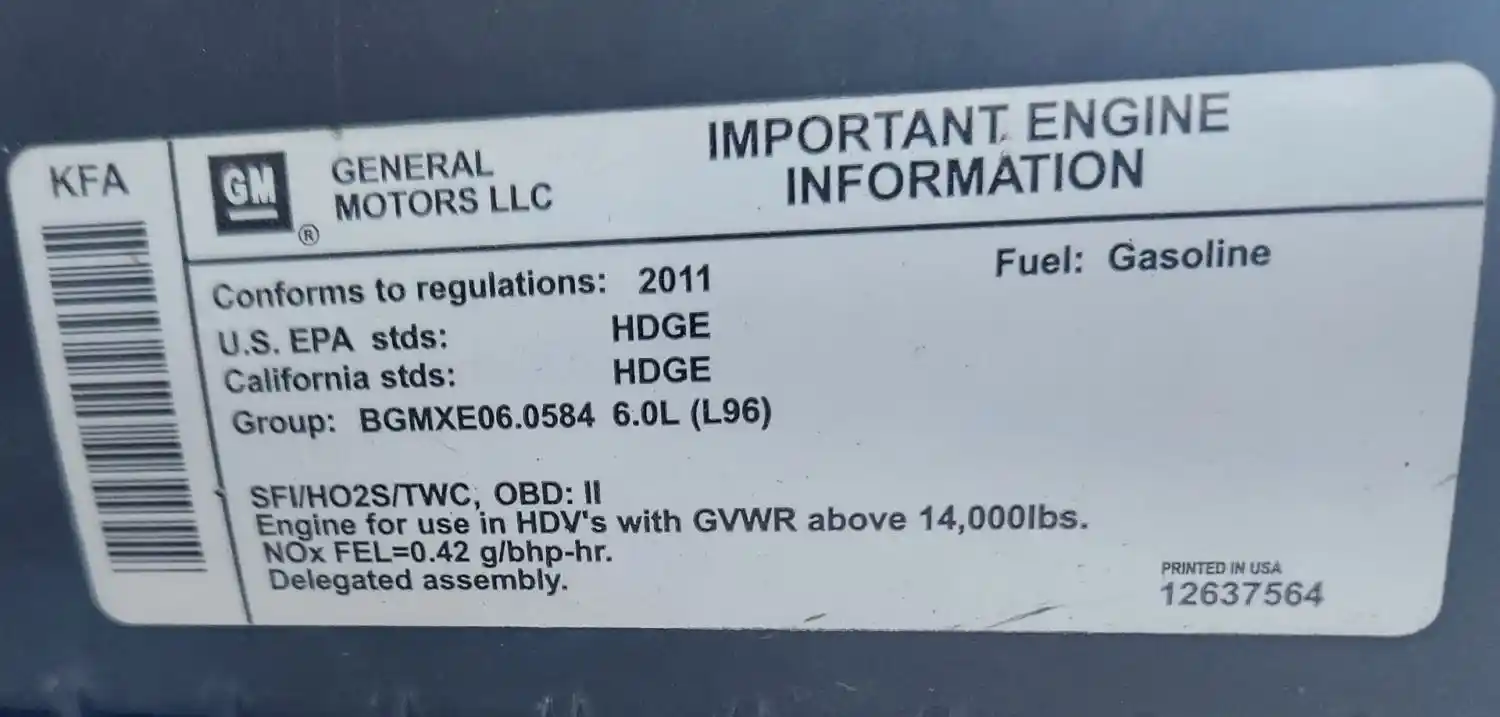 KFA
GM
®
GENERAL
MOTORS LLC
IMPORTANT ENGINE
INFORMATION
Conforms to regulations: 2011
Fuel: Gasoline
U.S. EPA stds: HDGE
California stds: HDGE
Group: BGMXE06.0584 6.0L (L96)
SFI/HO2S/TWC, OBD: II
Engine for use in HDV's with GVWR above 14,000lbs.
NOx FEL=0.42 g/bhp-hr.
Delegated assembly.
PRINTED IN USA
12637564